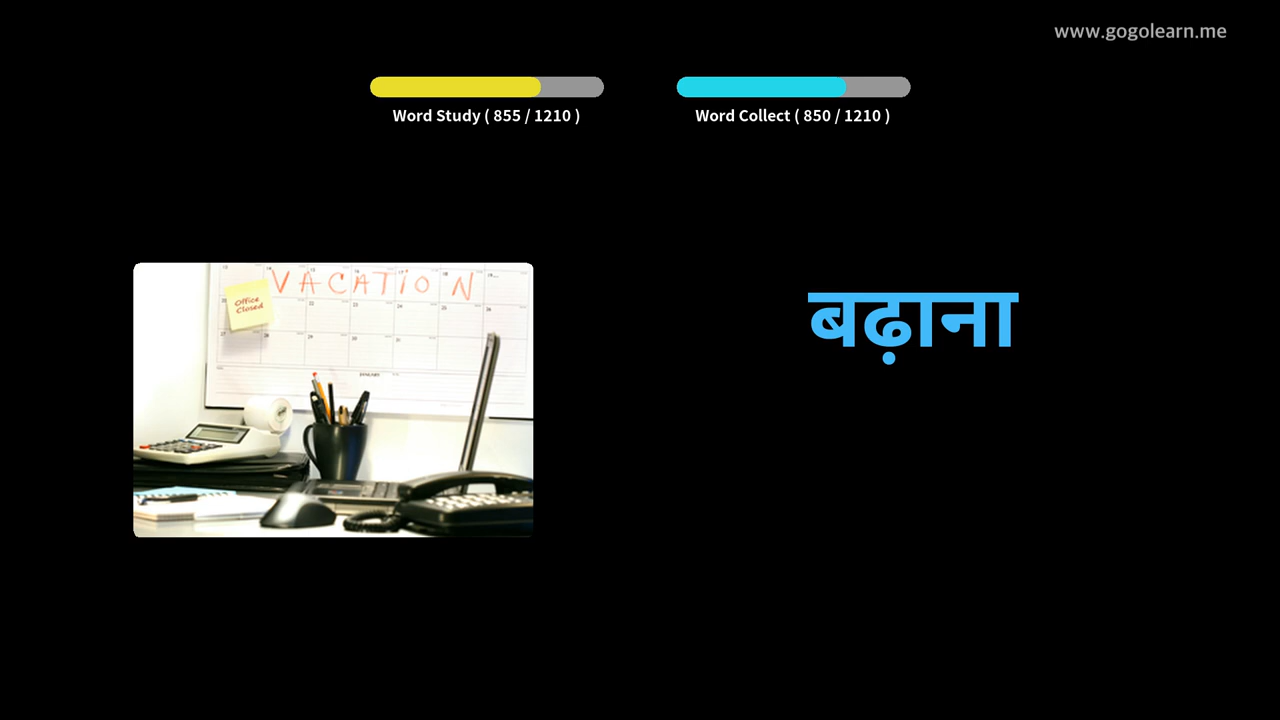 www.gogolearn.me
Word Study ( 855 / 1210 )
Word Collect ( 850 / 1210 )
VACATION
Office
Closed
बढ़ाना